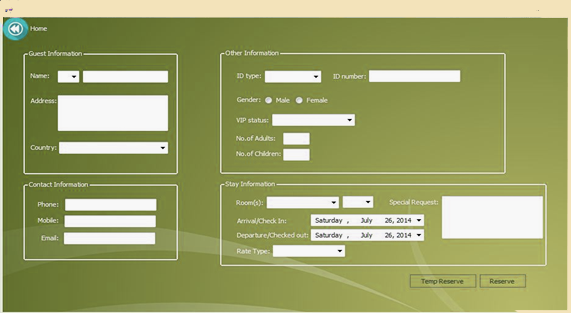 Home
Guest Information
Name:
Address:
Country:
Other Information
ID type: ID number:
Gender: Male Female
VIP status:
No.of Adults:
No.of Children:
Contact Information
Phone:
Mobile:
Email:
Stay Information
Room(s): Special Request:
Arrival/Check In: Saturday , July 26, 2014
Departure/Checked out: Saturday , July 26, 2014
Rate Type:
Temp Reserve Reserve